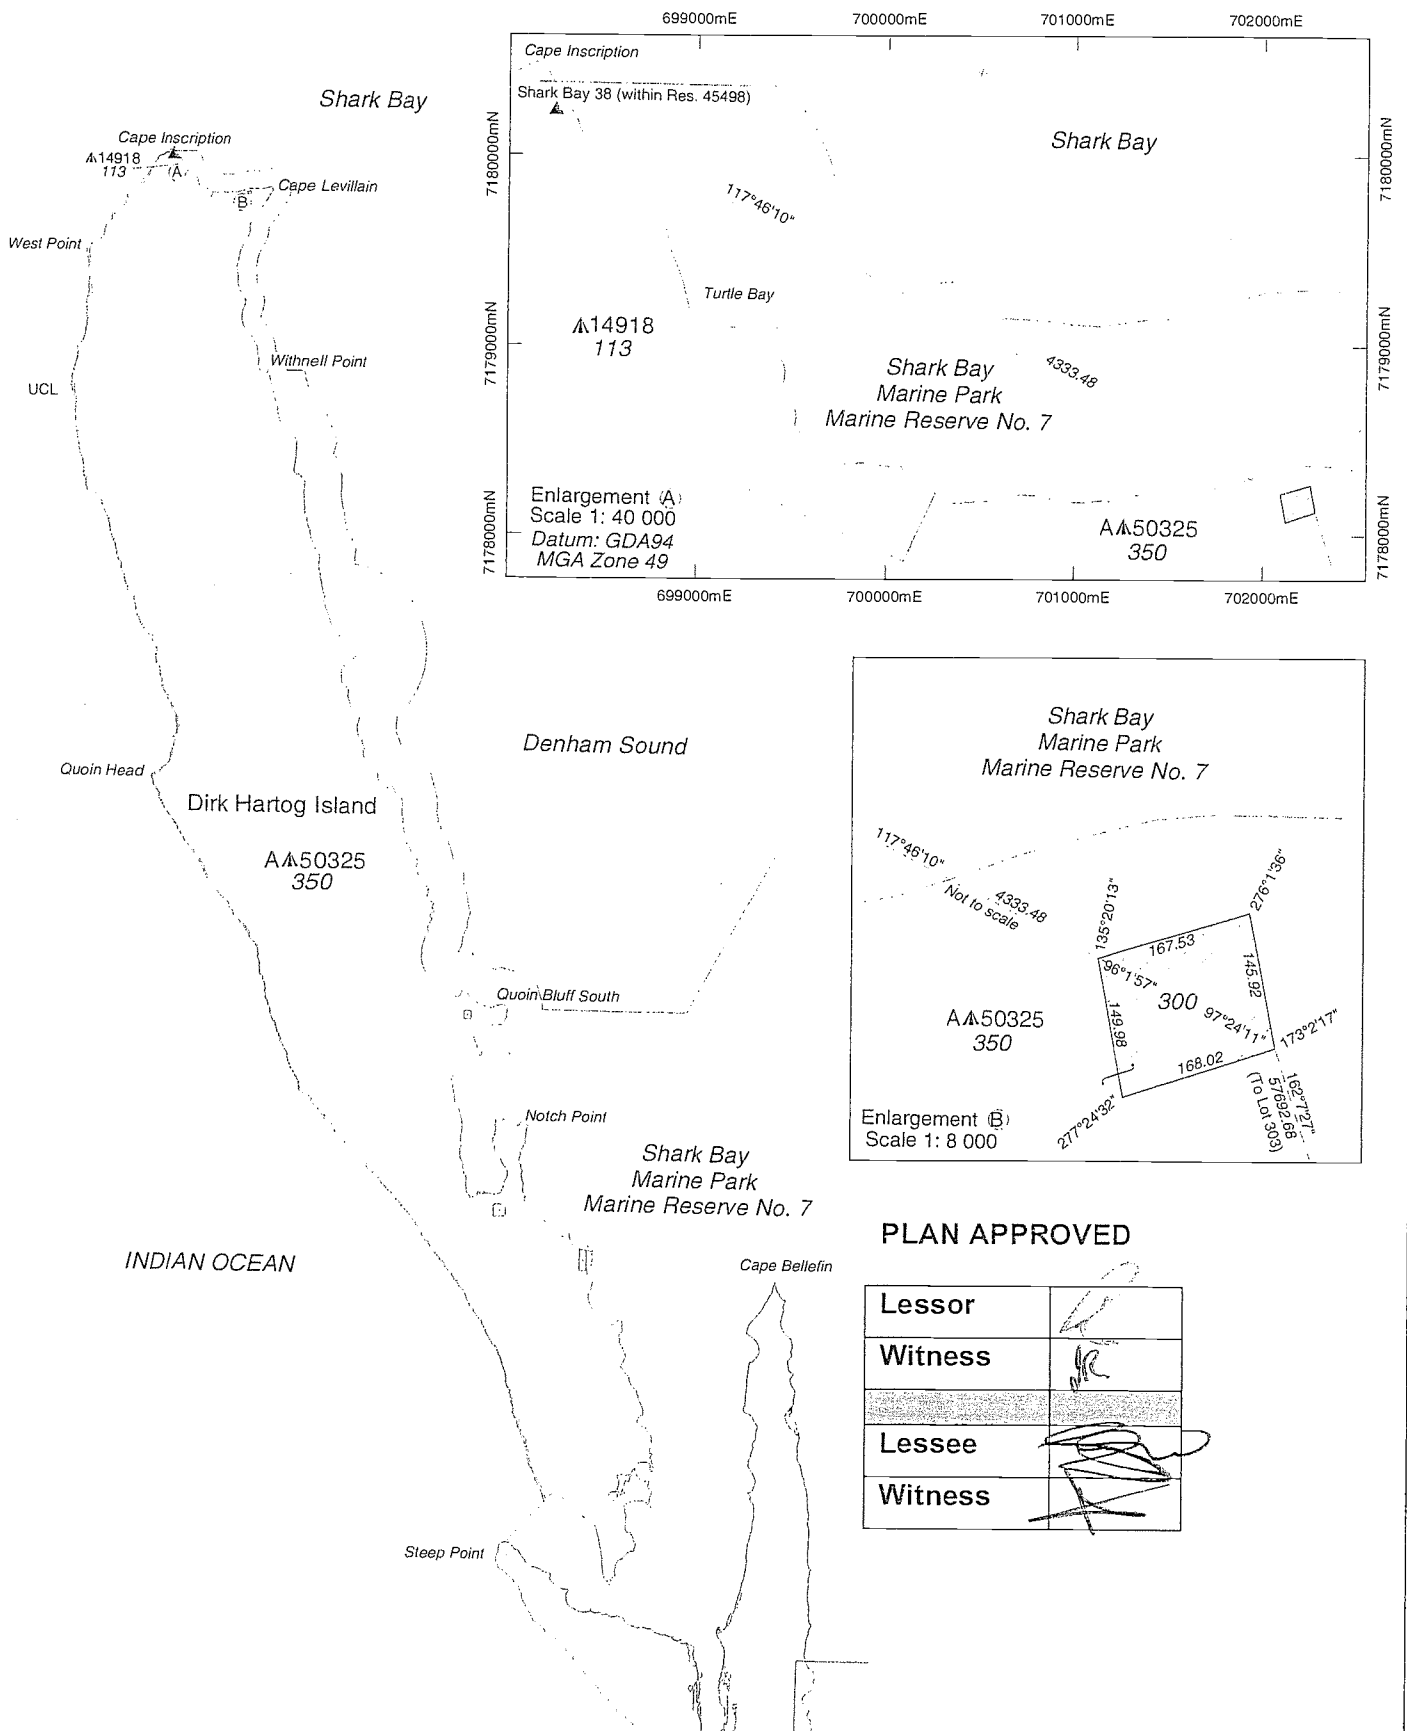 699000mE
700000mE
701000mE
702000mE
Cape Inscription
Shark Bay 38 (within Res. 45498)
Shark Bay
7180000mN
7180000mN
117°46'10"
Turtle Bay
14918
113
7179000mN
7179000mN
Shark Bay
Marine Park
Marine Reserve No. 7
4333.48
Enlargement (A)
Scale 1: 40 000
Datum: GDA94
MGA Zone 49
A 50325
350
7178000mN
7178000mN
699000mE
700000mE
701000mE
702000mE
Shark Bay
Cape Inscription
14918
113
(A)
(B)
Cape Levillain
West Point
Withnell Point
UCL
Denham Sound
Quoin Head
Dirk Hartog Island
A 50325
350
Quoin Bluff South
Notch Point
Shark Bay
Marine Park
Marine Reserve No. 7
INDIAN OCEAN
Cape Bellefin
Steep Point
Shark Bay
Marine Park
Marine Reserve No. 7
117°46'10"
4333.48
Not to scale
135°20'13"
276°1'36"
167.53
96°1'57"
145.92
300
97°24'11"
149.98
173°2'17"
168.02
A 50325
350
277°24'32"
162°7'27"
57692.68
(To Lot 303)
Enlargement (B)
Scale 1: 8 000
PLAN APPROVED
Lessor
Witness
Lessee
Witness